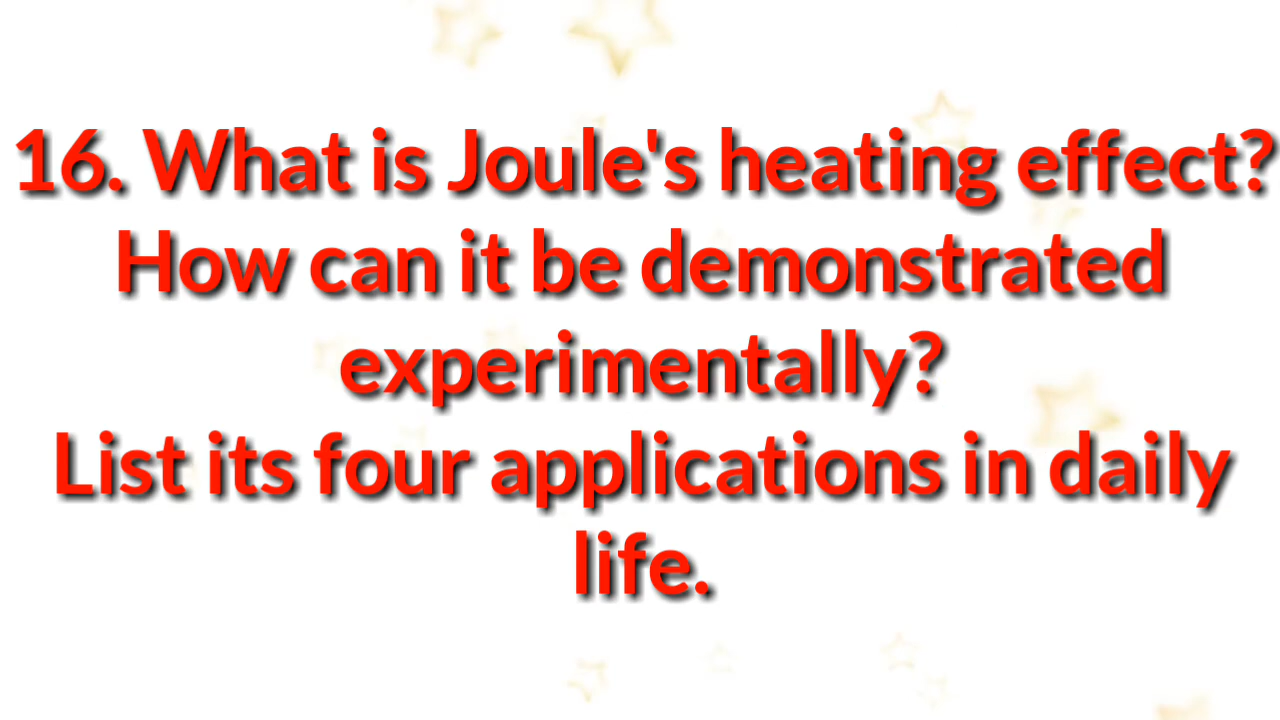 16. What is Joule's heating effect?
How can it be demonstrated
experimentally?
List its four applications in daily
life.